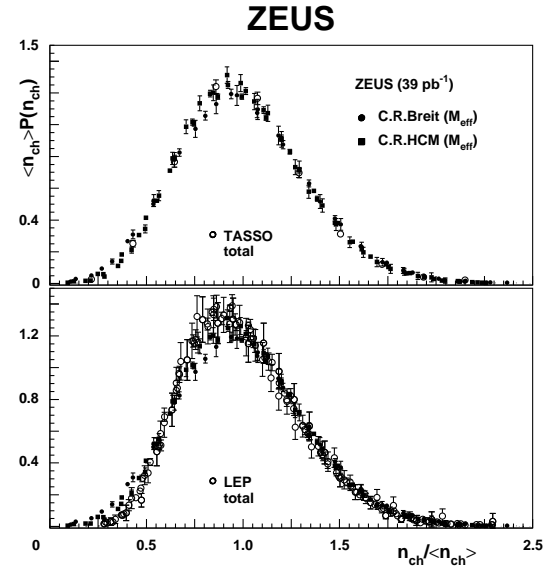 ZEUS
<n_ch>P(n_ch)
1.5
ZEUS (39 pb⁻¹)
C.R.Breit (M_eff)
C.R.HCM (M_eff)
0.4
TASSO
total
0
1.2
0.8
0.4
LEP
total
0 0.5 1.0 1.5 2.5
n_ch/<n_ch>